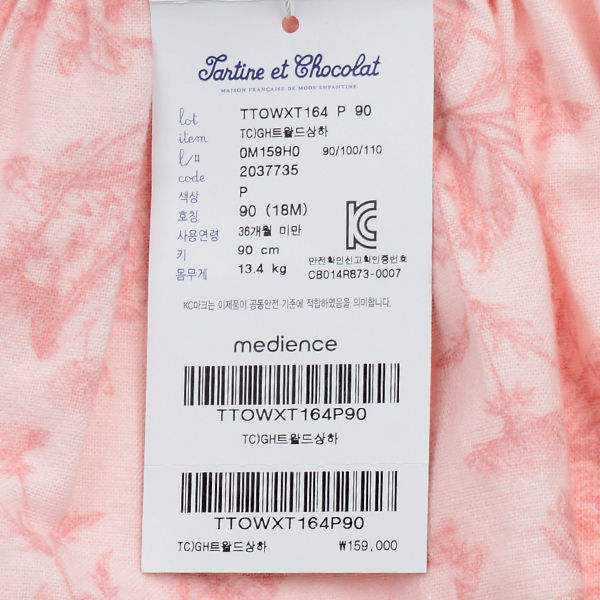 Tartine et Chocolat
MAISON FRANÇAISE DE MODE ENFANTINE
lot TTOWXT164 P 90
item TC)GH트왈드상하
l/# 0M159H0 90/100/110
code 2037735
색상 P
호칭 90 (18M)
사용연령 36개월 미만
키 90 cm
몸무게 13.4 kg
안전확인신고확인증번호
CB014R873-0007
KC마크는 이제품이 공통안전 기준에 적합하였음을 의미합니다.
medience
TTOWXT164P90
TC)GH트왈드상하
TTOWXT164P90
TC)GH트왈드상하 ₩159,000